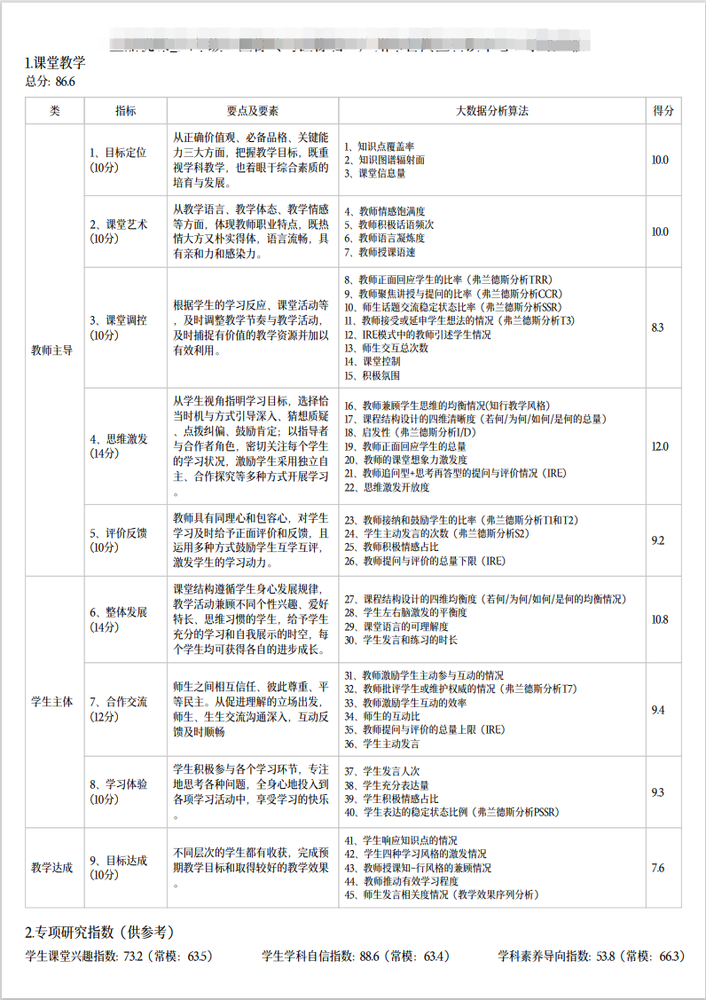 1.课堂教学
总分: 86.6
类 指标 要点及要素 大数据分析算法 得分
教师主导
1、目标定位
(10分)
从正确价值观、必备品格、关键能
力三大方面，把握教学目标，既重
视学科教学，也着眼于综合素质的
培育与发展。
1、知识点覆盖率
2、知识图谱辐射面
3、课堂信息量
10.0
2、课堂艺术
(10分)
从教学语言、教学体态、教学情感
等方面，体现教师职业特点，既热
情大方又朴实得体，语言流畅，具
有亲和力和感染力。
4、教师情感饱满度
5、教师积极话语频次
6、教师语言凝炼度
7、教师授课语速
10.0
3、课堂调控
(10分)
根据学生的学习反应、课堂活动等
，及时调整教学节奏与教学活动，
及时捕捉有价值的教学资源并加以
有效利用。
8、教师正面回应学生的比率（弗兰德斯分析TRR）
9、教师聚焦讲授与提问的比率（弗兰德斯分析CCR）
10、师生话题交流稳定状态比率（弗兰德斯分析SSR）
11、教师接受或延申学生想法的情况（弗兰德斯分析T3）
12、IRE模式中的教师引述学生情况
13、师生交互总次数
14、课堂控制
15、积极氛围
8.3
4、思维激发
(14分)
从学生视角指明学习目标，选择恰
当时机与方式引导深入、猜想质疑
、点拨纠偏、鼓励肯定；以指导者
与合作者角色，密切关注每个学生
的学习状况，激励学生采用独立自
主、合作探究等多种方式开展学习
。
16、教师兼顾学生思维的均衡情况(知行教学风格)
17、课程结构设计的四维清晰度（若何/为何/如何/是何的总量）
18、启发性（弗兰德斯分析I/D）
19、教师正面回应学生的总量
20、教师的课堂想象力激发度
21、教师追问型+思考再答型的提问与评价情况（IRE）
22、思维激发开放度
12.0
5、评价反馈
(10分)
教师具有同理心和包容心，对学生
学习及时给予正面评价和反馈，且
运用多种方式鼓励学生互学互评，
激发学生的学习动力。
23、教师接纳和鼓励学生的比率（弗兰德斯分析T1和T2）
24、学生主动发言的次数（弗兰德斯分析S2）
25、教师积极情感占比
26、教师提问与评价的总量下限（IRE）
9.2
学生主体
6、整体发展
(14分)
课堂结构遵循学生身心发展规律，
教学活动兼顾不同个性兴趣、爱好
特长、思维习惯的学生，给予学生
充分的学习和自我展示的时空，每
个学生均可获得各自的进步成长。
27、课程结构设计的四维均衡度（若何/为何/如何/是何的均衡情况）
28、学生左右脑激发的平衡度
29、课堂语言的可理解度
30、学生发言和练习的时长
10.8
7、合作交流
(12分)
师生之间相互信任、彼此尊重、平
等民主。从促进理解的立场出发，
师生、生生交流沟通深入，互动反
馈及时顺畅
31、教师激励学生主动参与互动的情况
32、教师批评学生或维护权威的情况（弗兰德斯分析T7）
33、教师激励学生互动的效率
34、师生的互动比
35、教师提问与评价的总量上限（IRE）
36、学生主动发言
9.4
8、学习体验
(10分)
学生积极参与各个学习环节，专注
地思考各种问题，全身心地投入到
各项学习活动中，享受学习的快乐
。
37、学生发言人次
38、学生充分表达量
39、学生积极情感占比
40、学生表达的稳定状态比例（弗兰德斯分析PSSR）
9.3
教学达成
9、目标达成
(10分)
不同层次的学生都有收获，完成预
期教学目标和取得较好的教学效果
。
41、学生响应知识点的情况
42、学生四种学习风格的激发情况
43、教师授课知-行风格的兼顾情况
44、教师推动有效学习程度
45、师生发言相关度情况（教学效果序列分析）
7.6
2.专项研究指数（供参考）
学生课堂兴趣指数: 73.2（常模：63.5） 学生学科自信指数: 88.6（常模：63.4） 学科素养导向指数: 53.8（常模：66.3）